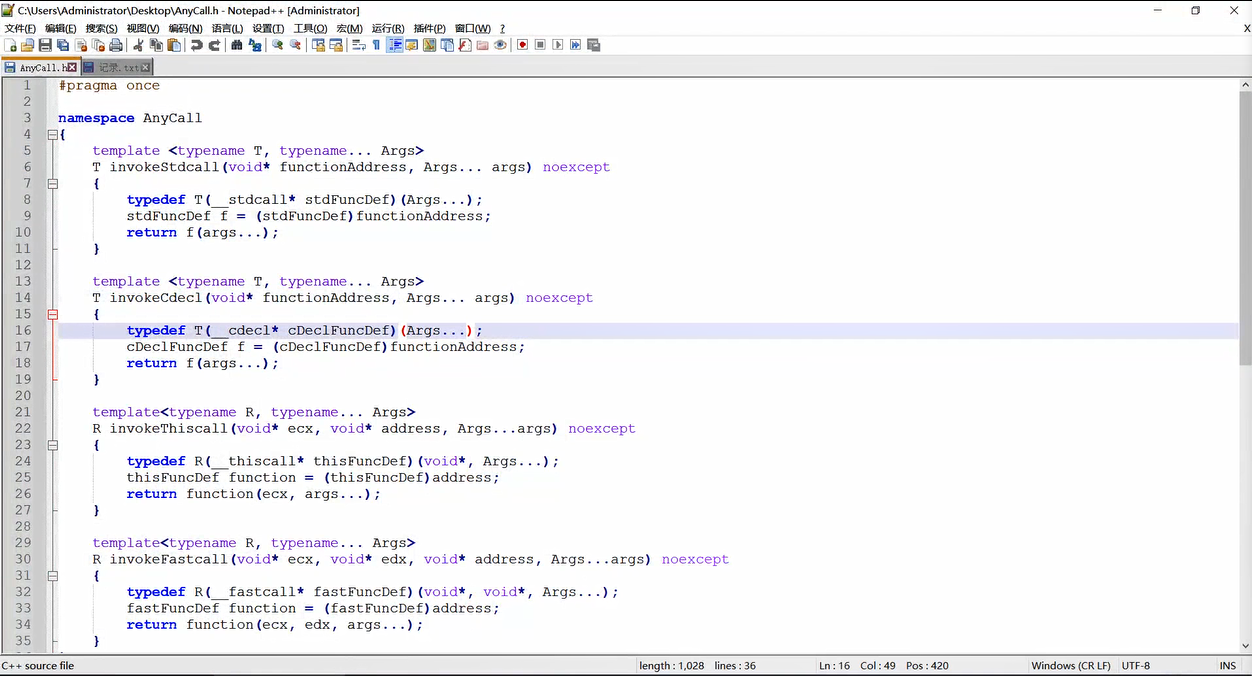 C:\Users\Administrator\Desktop\AnyCall.h - Notepad++ [Administrator]
文件(F) 编辑(E) 搜索(S) 视图(V) 编码(N) 语言(L) 设置(T) 工具(O) 宏(M) 运行(R) 插件(P) 窗口(W) ? X
AnyCall.h 记录.txt
1 #pragma once
2
3 namespace AnyCall
4 {
5 template <typename T, typename... Args>
6 T invokeStdcall(void* functionAddress, Args... args) noexcept
7 {
8 typedef T(__stdcall* stdFuncDef)(Args...);
9 stdFuncDef f = (stdFuncDef)functionAddress;
10 return f(args...);
11 }
12
13 template <typename T, typename... Args>
14 T invokeCdecl(void* functionAddress, Args... args) noexcept
15 {
16 typedef T(__cdecl* cDeclFuncDef)(Args...);
17 cDeclFuncDef f = (cDeclFuncDef)functionAddress;
18 return f(args...);
19 }
20
21 template<typename R, typename... Args>
22 R invokeThiscall(void* ecx, void* address, Args...args) noexcept
23 {
24 typedef R(__thiscall* thisFuncDef)(void*, Args...);
25 thisFuncDef function = (thisFuncDef)address;
26 return function(ecx, args...);
27 }
28
29 template<typename R, typename... Args>
30 R invokeFastcall(void* ecx, void* edx, void* address, Args...args) noexcept
31 {
32 typedef R(__fastcall* fastFuncDef)(void*, void*, Args...);
33 fastFuncDef function = (fastFuncDef)address;
34 return function(ecx, edx, args...);
35 }
C++ source file length : 1,028 lines : 36 Ln : 16 Col : 49 Pos : 420 Windows (CR LF) UTF-8 INS